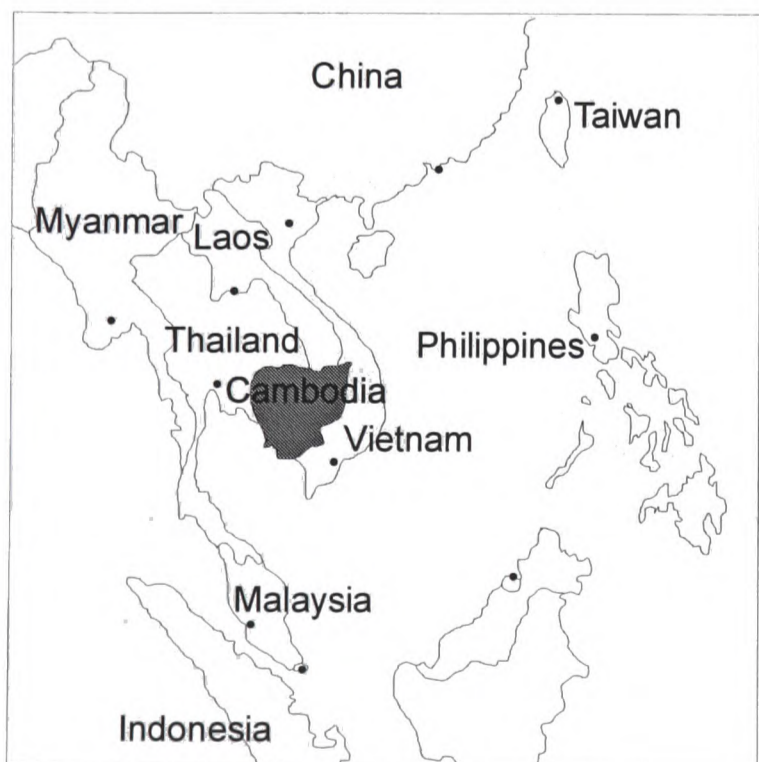 China
Taiwan
Myanmar
Laos
Thailand
Philippines
Cambodia
Vietnam
Malaysia
Indonesia